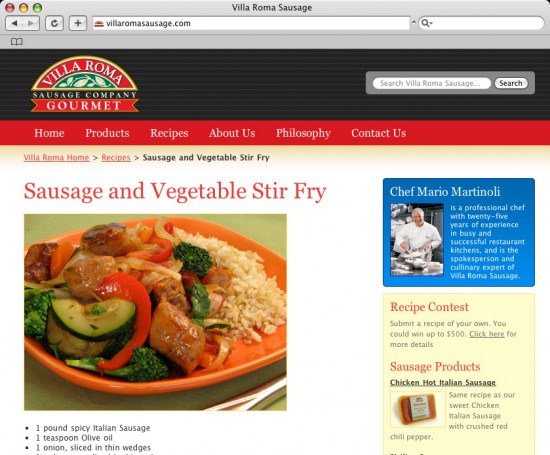 Villa Roma Sausage
villaromasausage.com
VILLA ROMA
SAUSAGE COMPANY
GOURMET
Search Villa Roma Sausage... Search
Home Products Recipes About Us Philosophy Contact Us
Villa Roma Home > Recipes > Sausage and Vegetable Stir Fry
Sausage and Vegetable Stir Fry
1 pound spicy Italian Sausage
1 teaspoon Olive oil
1 onion, sliced in thin wedges
Chef Mario Martinoli
is a professional chef
with twenty-five
years of experience
in busy and
successful restaurant
kitchens, and is the
spokesperson and
cullinary expert of
Villa Roma Sausage.
Recipe Contest
Submit a recipe of your own. You
could win up to $500. Click here for
more details
Sausage Products
Chicken Hot Italian Sausage
Same recipe as our
sweet Chicken
Italian Sausage
with crushed red
chili pepper.